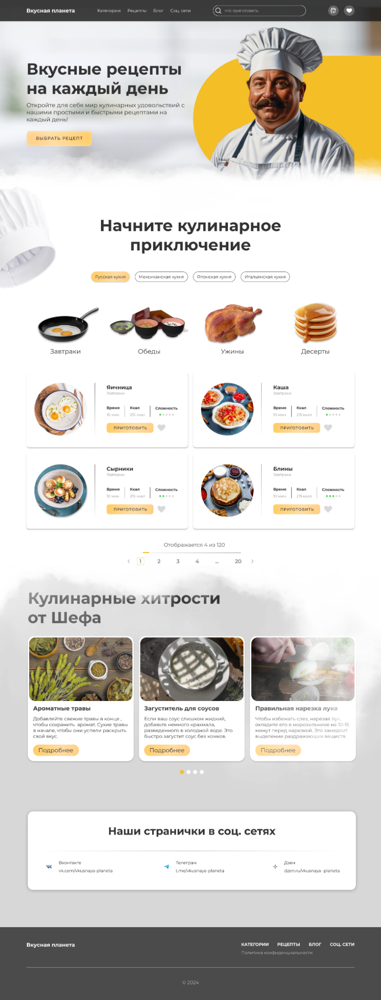 Вкусная планета
Категории Рецепты Блог Соц. сети
что приготовить
Вкусные рецепты
на каждый день
Откройте для себя мир кулинарных удовольствий с
нашими простыми и быстрыми рецептами на
каждый день!
ВЫБРАТЬ РЕЦЕПТ
Начните кулинарное
приключение
Русская кухня Мексиканская кухня Японская кухня Итальянская кухня
Завтраки Обеды Ужины Десерты
Яичница
Завтраки
Время Ккал Сложность
10 мин 215 ккал
ПРИГОТОВИТЬ
Каша
Завтраки
Время Ккал Сложность
10 мин 215 ккал
ПРИГОТОВИТЬ
Сырники
Завтраки
Время Ккал Сложность
10 мин 215 ккал
ПРИГОТОВИТЬ
Блины
Завтраки
Время Ккал Сложность
10 мин 215 ккал
ПРИГОТОВИТЬ
Отображается 4 из 120
1 2 3 4 ... 20
Кулинарные хитрости
от Шефа
Ароматные травы
Добавляйте свежие травы в конце ,
чтобы сохранить аромат. Сухие травы
в начале, чтобы они успели раскрыть
свой вкус.
Подробнее
Загуститель для соусов
Если ваш соус слишком жидкий,
добавьте немного крахмала,
разведенного в холодной воде. Это
быстро загустит соус без комков.
Подробнее
Правильная нарезка лука
Чтобы избежать слез, нарезая лук,
охладите его в морозильнике на 10-15
минут перед нарезкой. Это замедлит
выделение раздражающих веществ.
Подробнее
Наши странички в соц. сетях
Вконтакте
vk.com/vkusnaya-planeta
Телеграм
t.me/vkusnaya-planeta
Дзен
dzen.ru/vkusnaya -planeta
Вкусная планета
КАТЕГОРИИ РЕЦЕПТЫ БЛОГ СОЦ. СЕТИ
Политика конфиденциальности
© 2024